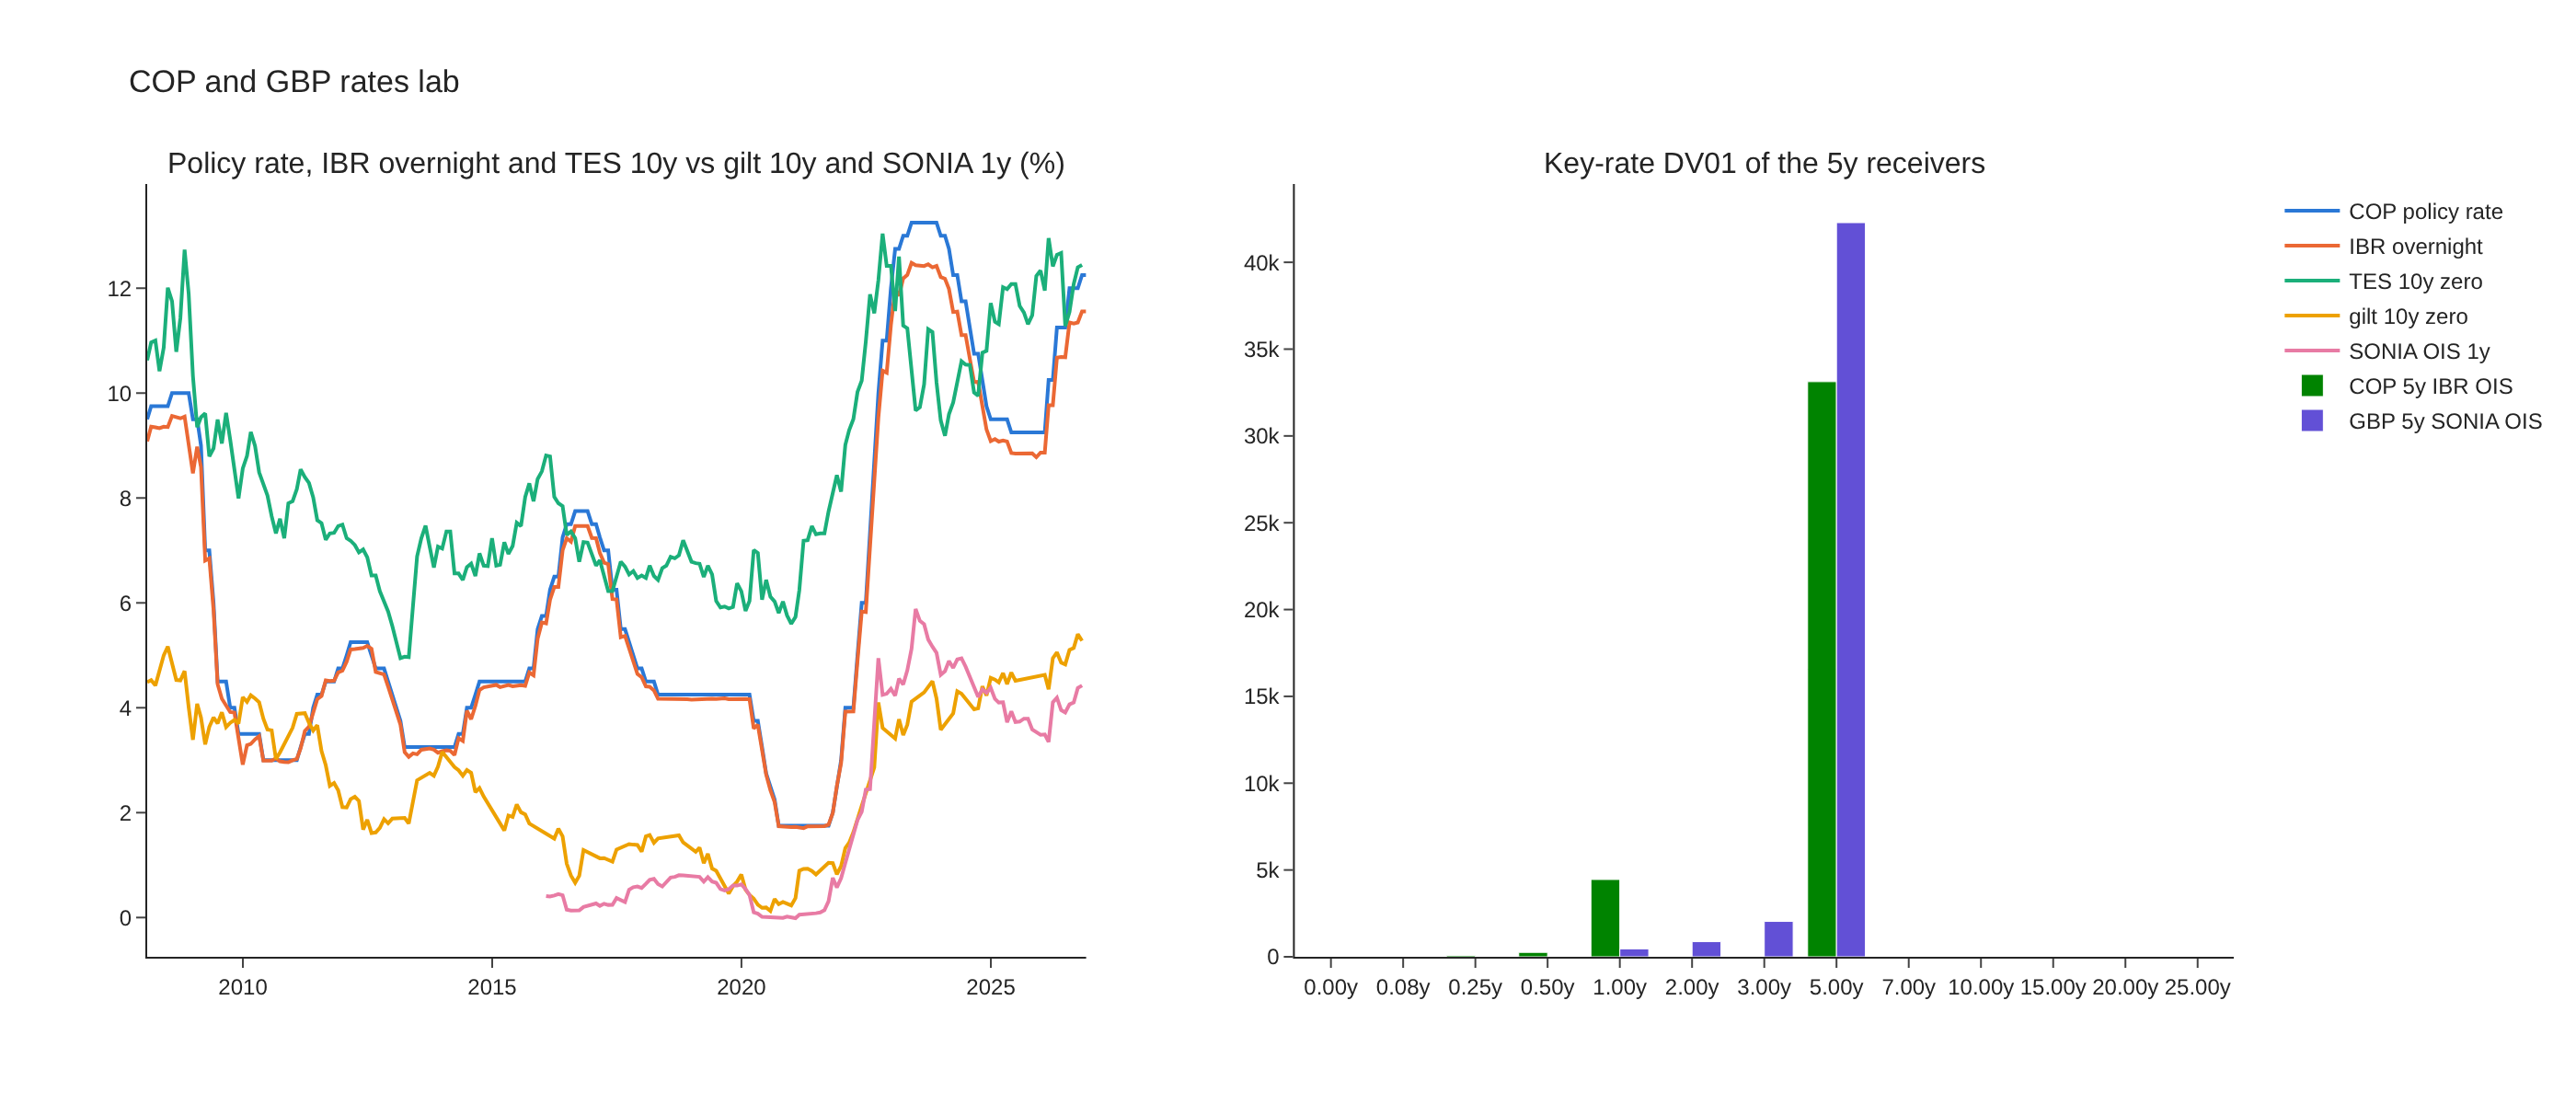 COP and GBP rates lab
Policy rate, IBR overnight and TES 10y vs gilt 10y and SONIA 1y (%)
Key-rate DV01 of the 5y receivers
12
10
8
6
4
2
0
2010 2015 2020 2025
40k
35k
30k
25k
20k
15k
10k
5k
0
0.00y 0.08y 0.25y 0.50y 1.00y 2.00y 3.00y 5.00y 7.00y 10.00y 15.00y 20.00y 25.00y
COP policy rate
IBR overnight
TES 10y zero
gilt 10y zero
SONIA OIS 1y
COP 5y IBR OIS
GBP 5y SONIA OIS